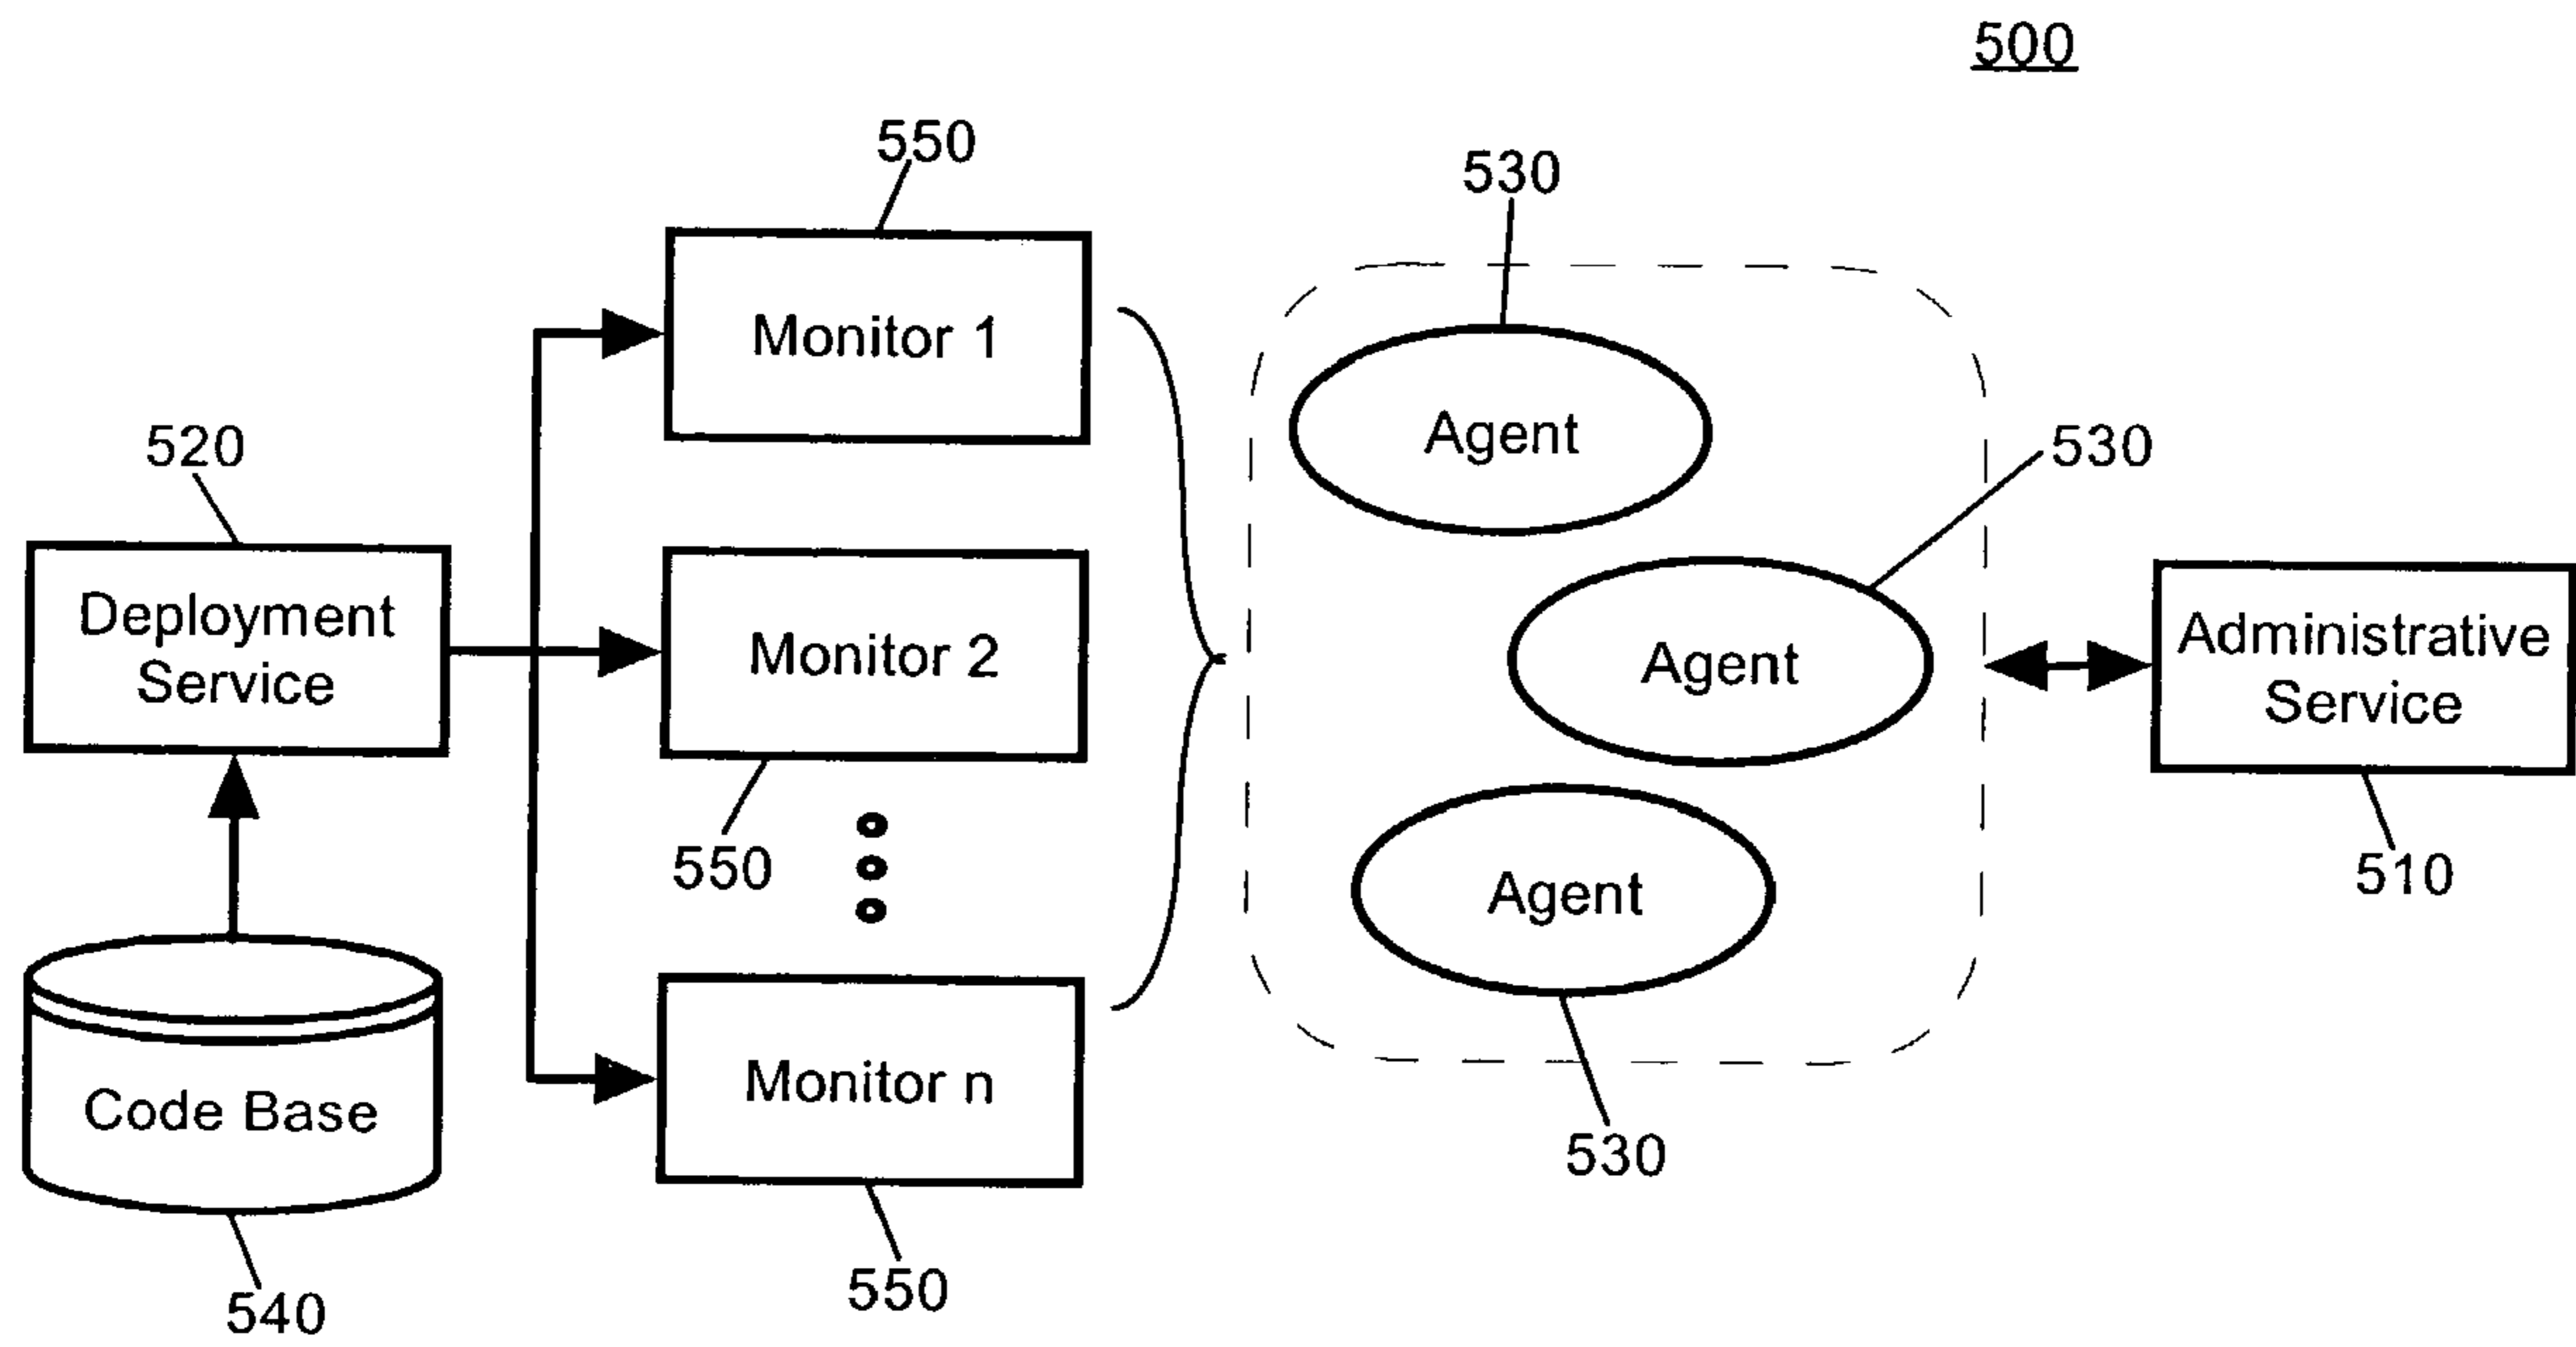 500
550
530
Monitor 1
Agent
520
530
Deployment
Service
Monitor 2
Agent
Administrative
Service
550
510
Agent
Code Base
Monitor n
530
540
550